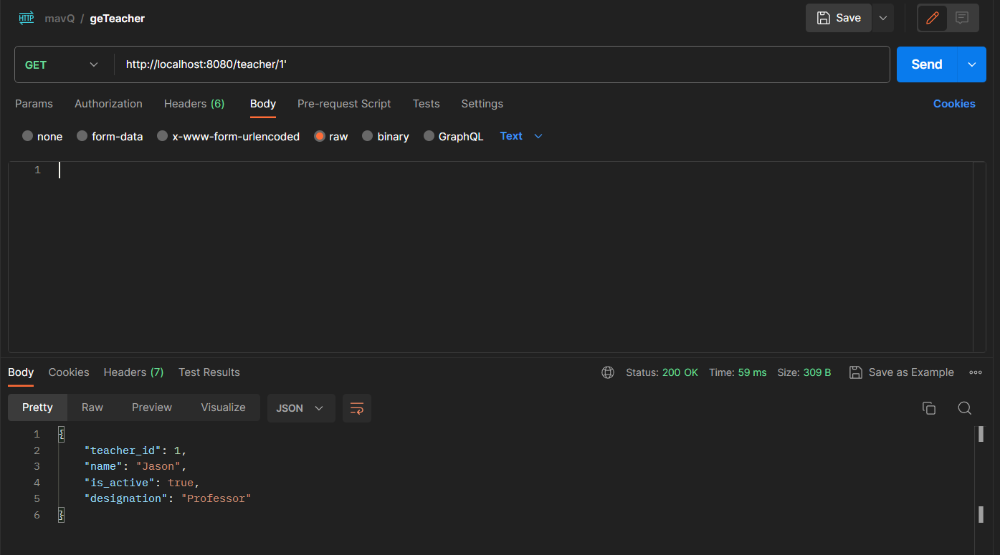 HTTP mavQ / geTeacher Save
GET http://localhost:8080/teacher/1' Send
Params Authorization Headers (6) Body Pre-request Script Tests Settings Cookies
none form-data x-www-form-urlencoded raw binary GraphQL Text
1
Body Cookies Headers (7) Test Results Status: 200 OK Time: 59 ms Size: 309 B Save as Example
Pretty Raw Preview Visualize JSON
1 {
2 "teacher_id": 1,
3 "name": "Jason",
4 "is_active": true,
5 "designation": "Professor"
6 }